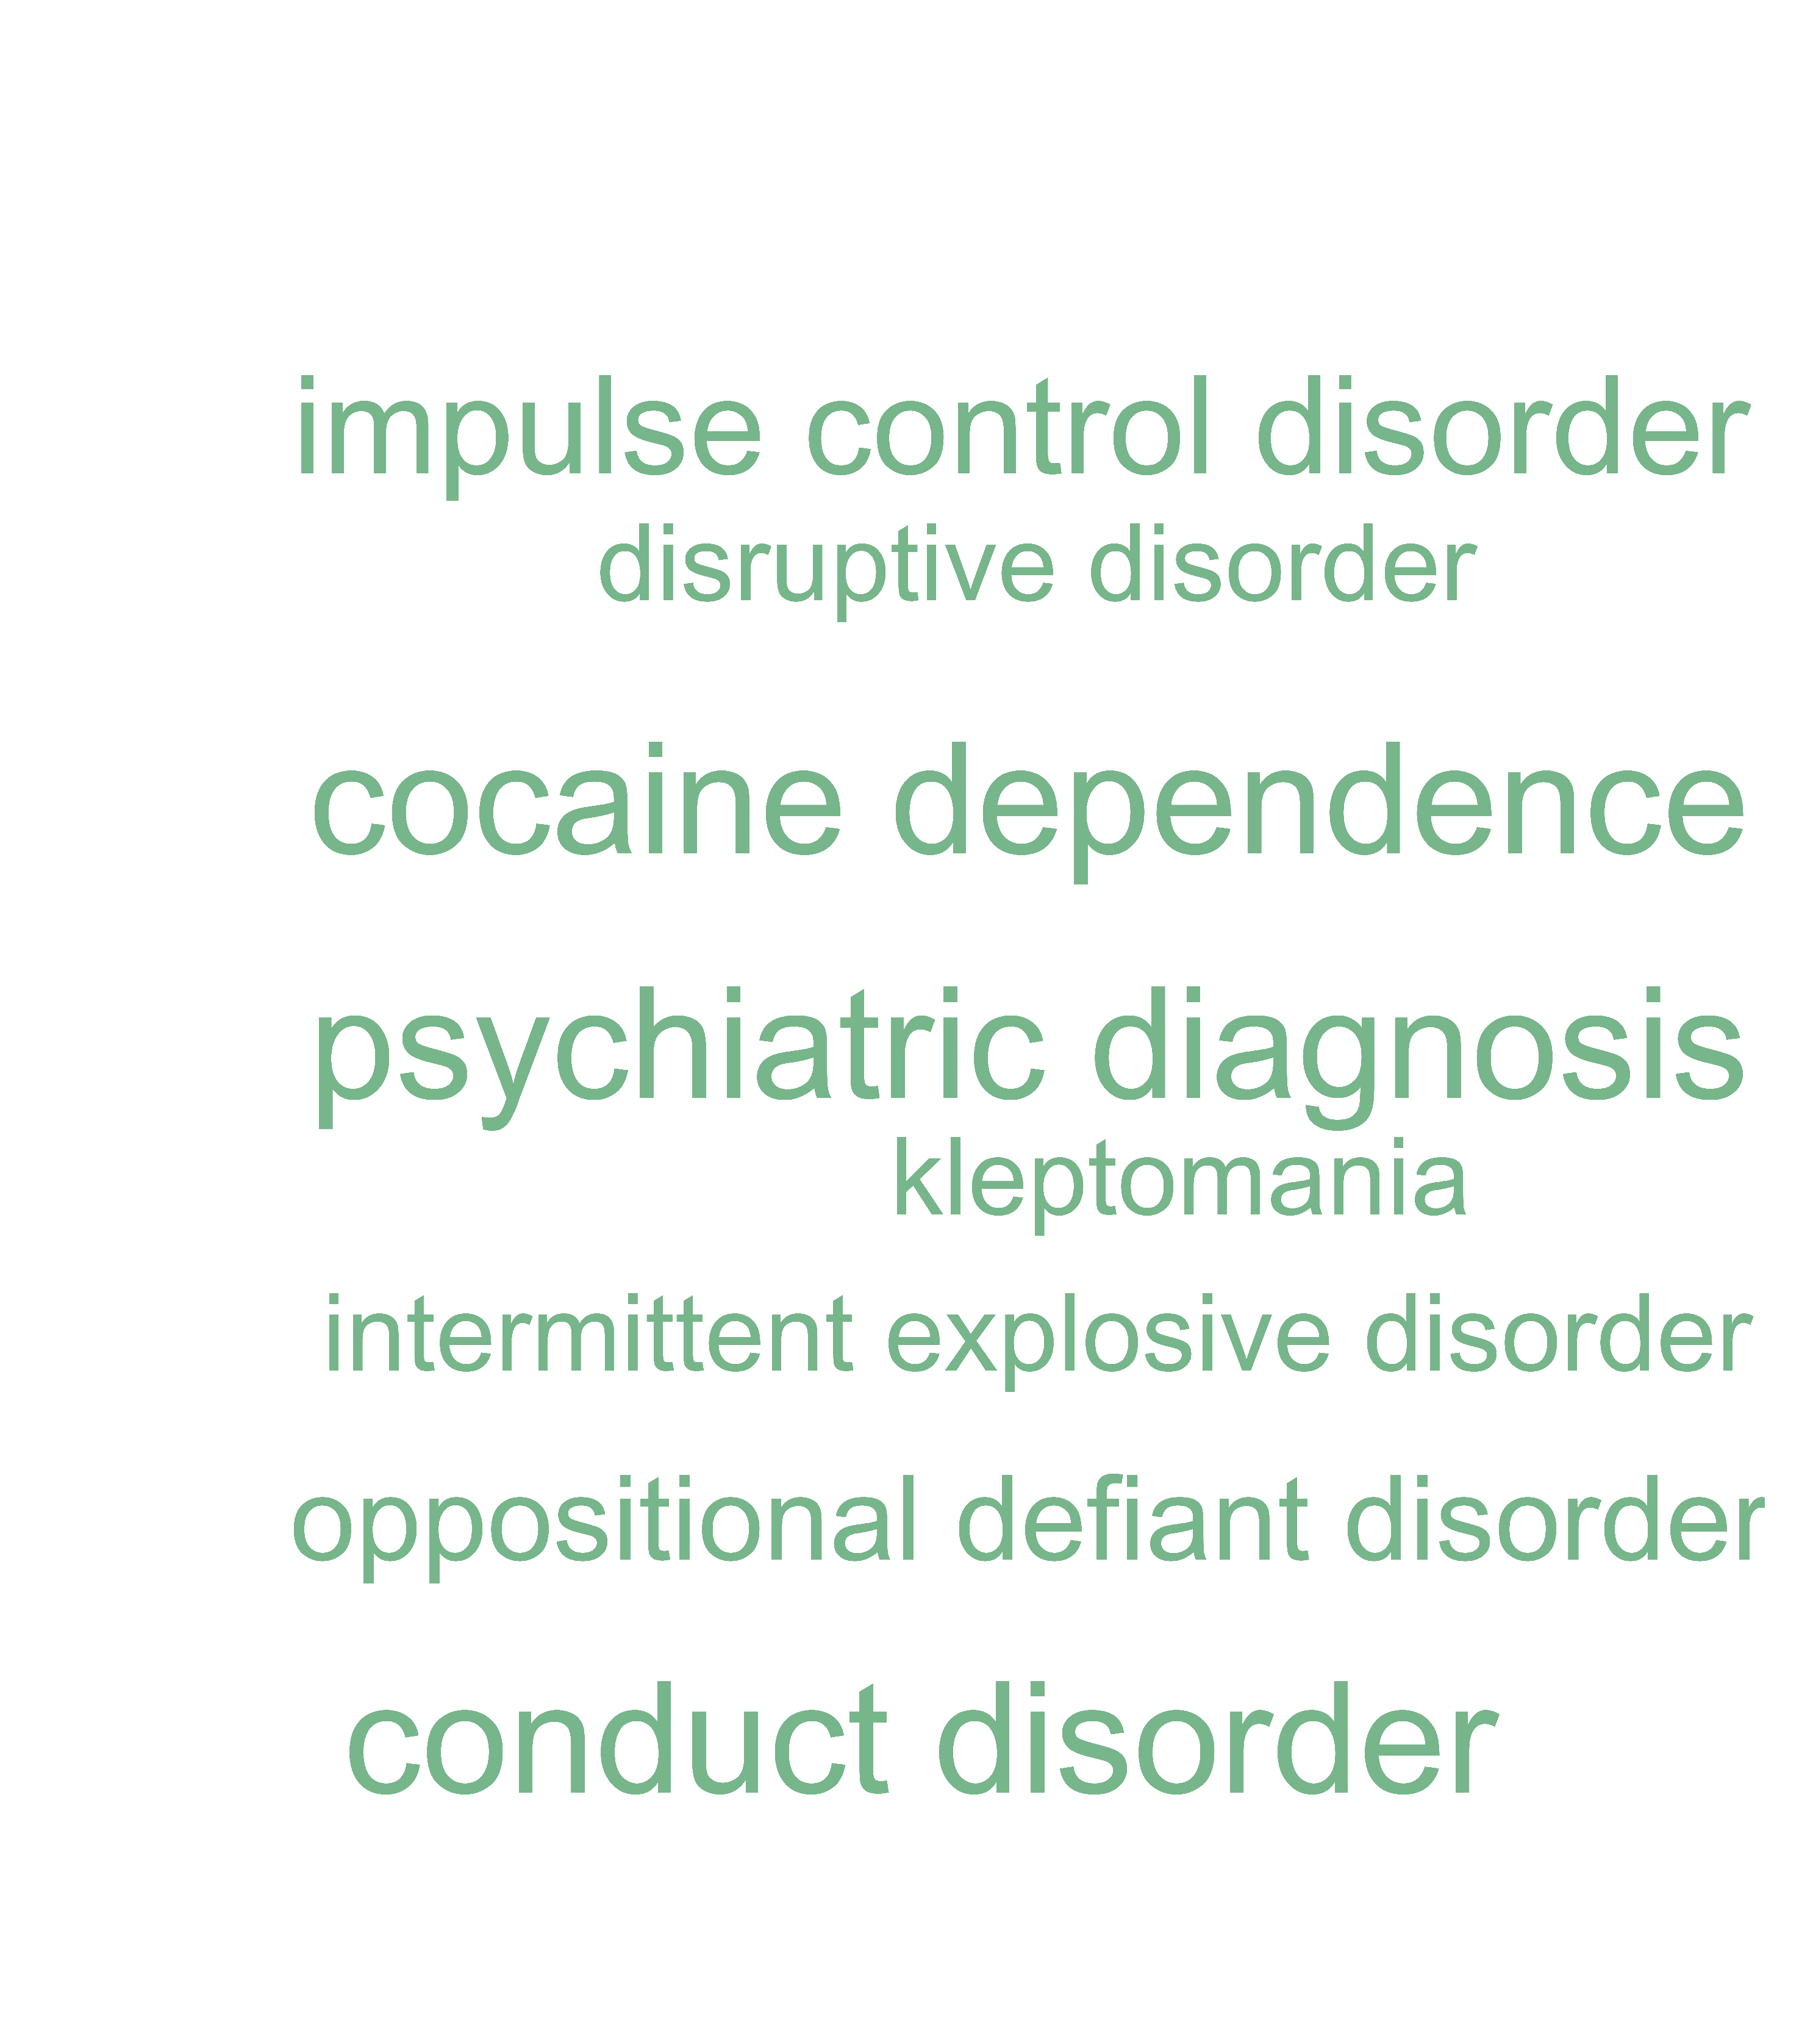 impulse control disorder
disruptive disorder
cocaine dependence
psychiatric diagnosis
kleptomania
intermittent explosive disorder
oppositional defiant disorder
conduct disorder